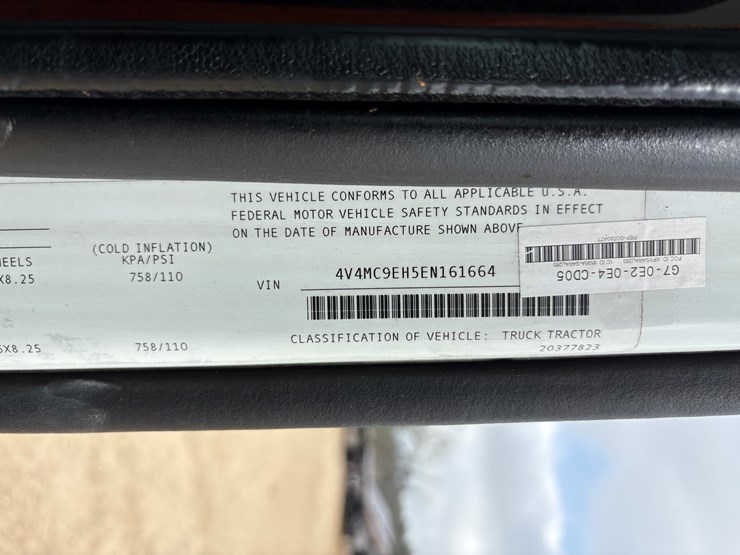 THIS VEHICLE CONFORMS TO ALL APPLICABLE U.S.A.
FEDERAL MOTOR VEHICLE SAFETY STANDARDS IN EFFECT
ON THE DATE OF MANUFACTURE SHOWN ABOVE
(COLD INFLATION)
KPA/PSI
EELS
X8.25
758/110
VIN
4V4MC9EH5EN161664
CLASSIFICATION OF VEHICLE: TRUCK TRACTOR
20377823
X8.25
758/110
G7-0E2-0E4-CD05